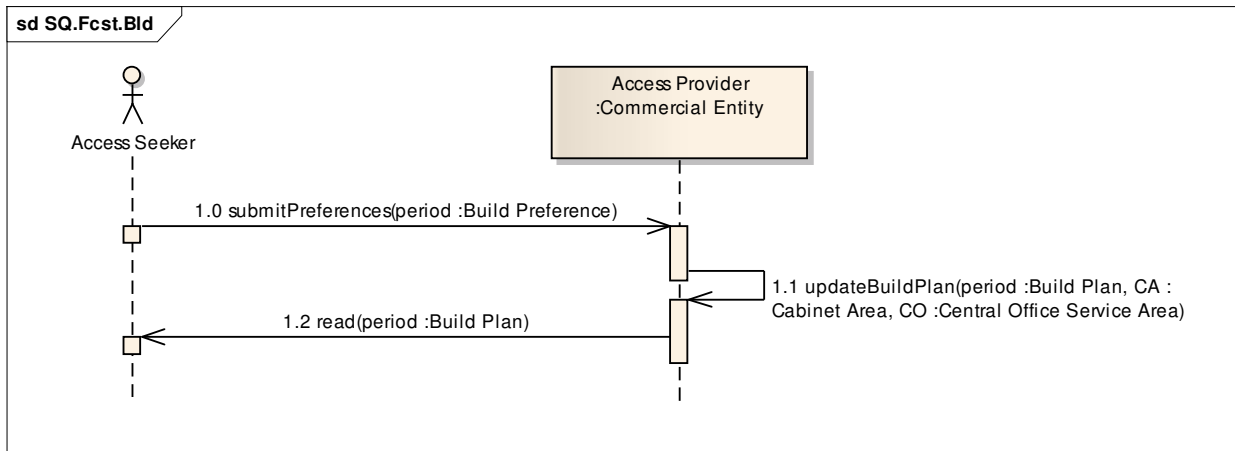 sd SQ.Fcst.Bld
Access Provider
:Commercial Entity
Access Seeker
1.0 submitPreferences(period :Build Preference)
1.1 updateBuildPlan(period :Build Plan, CA :
Cabinet Area, CO :Central Office Service Area)
1.2 read(period :Build Plan)